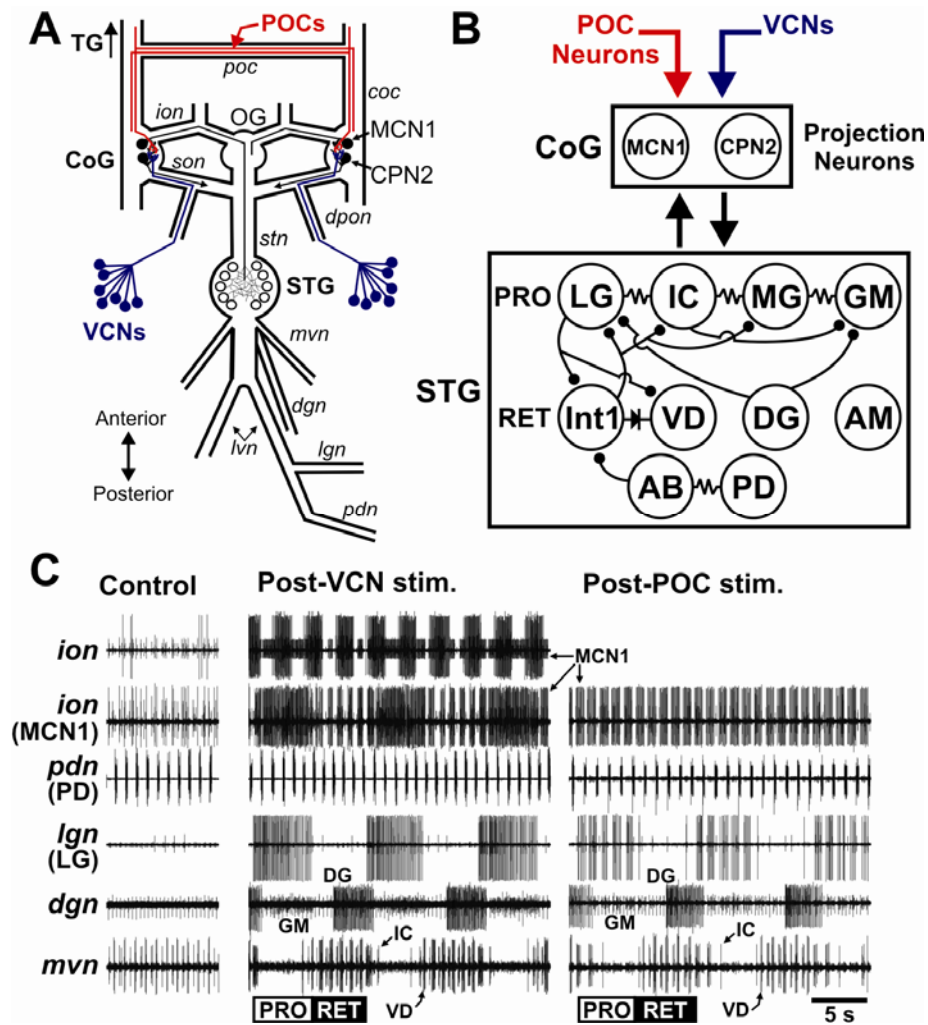 A
TG
POCs
poc
coc
ion
OG
MCN1
CoG
son
CPN2
dpon
stn
STG
VCNs
mvn
dgn
Anterior
lvn
lgn
Posterior
pdn
B
POC
Neurons
VCNs
CoG
MCN1
CPN2
Projection
Neurons
PRO
LG
IC
MG
GM
STG
RET
Int1
VD
DG
AM
AB
PD
C
Control
Post-VCN stim.
Post-POC stim.
ion
MCN1
ion
(MCN1)
pdn
(PD)
lgn
(LG)
DG
DG
dgn
GM
GM
IC
IC
mvn
PRO RET
VD
PRO RET
VD
5 s